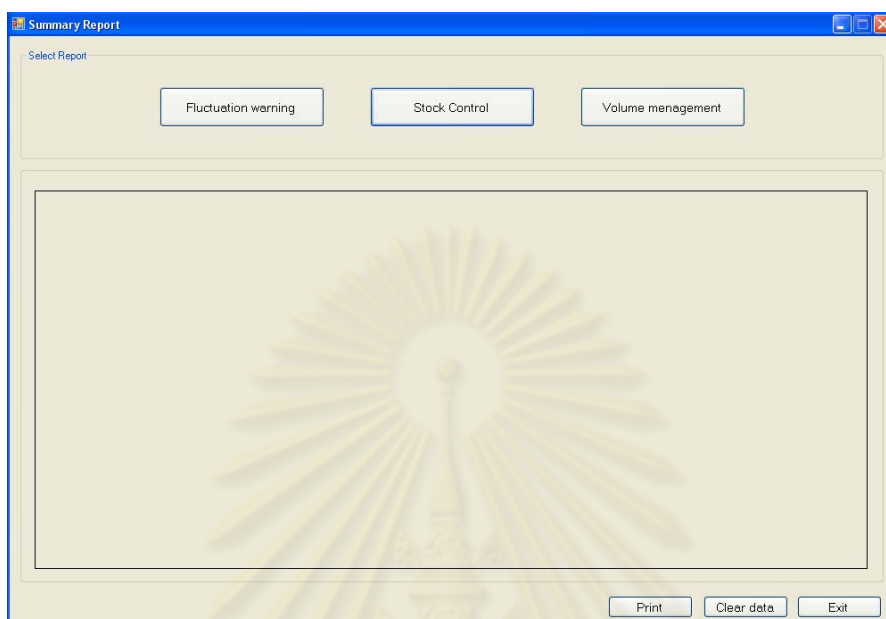 Summary Report
Select Report
Fluctuation warning
Stock Control
Volume menagement
Print
Clear data
Exit